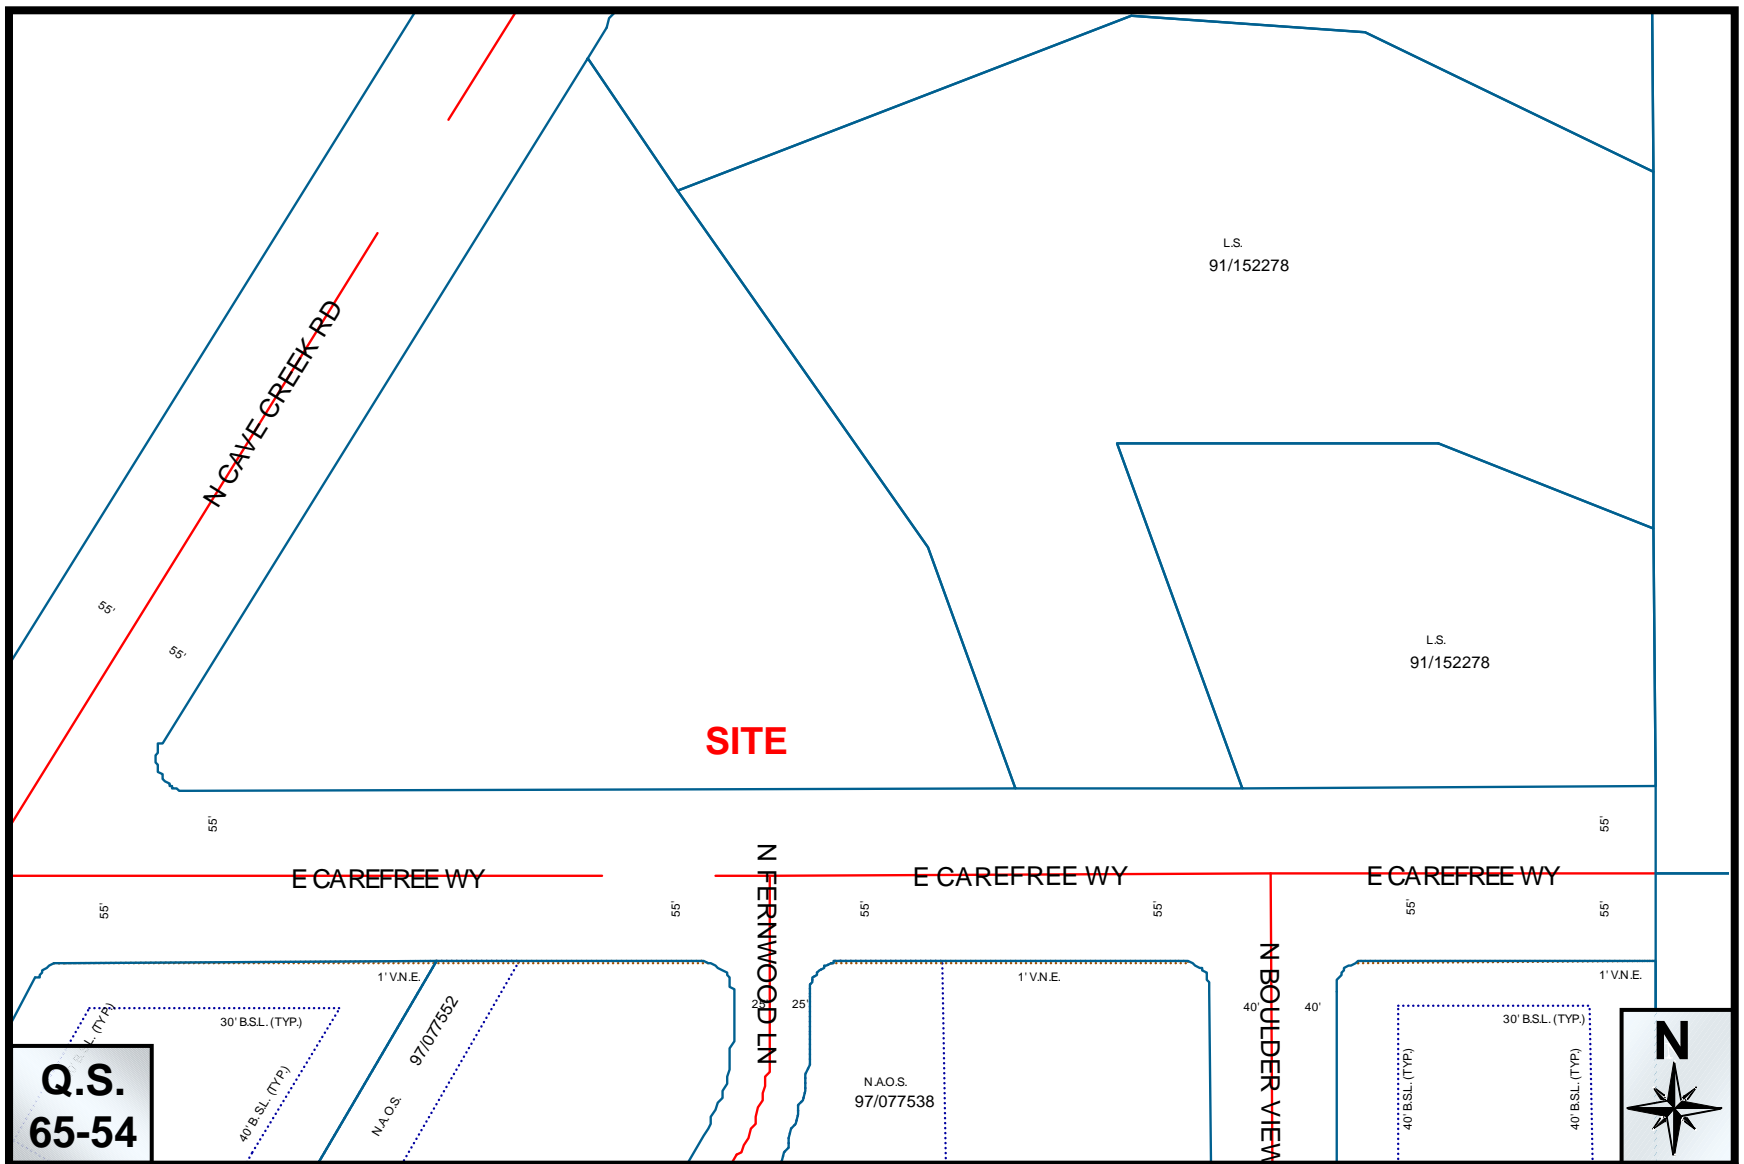 L.S.
91/152278
N CAVE CREEK RD
55'
55'
L.S.
91/152278
SITE
55'
55'
E CAREFREE WY
E CAREFREE WY
E CAREFREE WY
N FERNWOOD LN
55'
55'
55'
55'
55'
55'
1' V.N.E.
1' V.N.E.
1' V.N.E.
25'
25'
40'
40'
N BOULDER VIEW
30' B.S.L. (TYP.)
30' B.S.L. (TYP.)
97/077552
N.A.O.S.
40' B.S.L. (TYP.)
B.S.L. (TYP.)
N.A.O.S.
97/077538
40' B.S.L. (TYP.)
40' B.S.L. (TYP.)
Q.S.
65-54
N